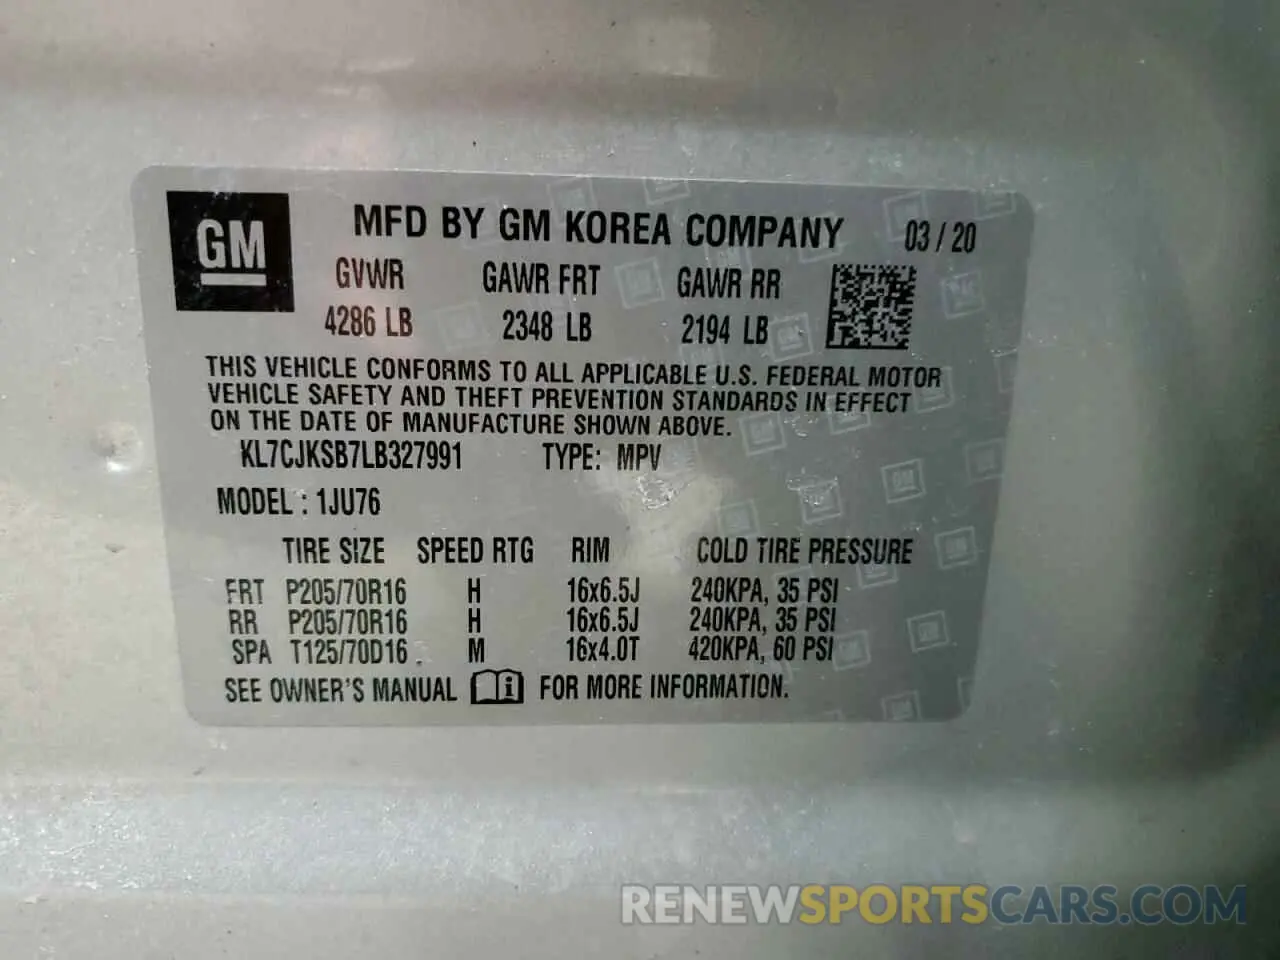 GM
MFD BY GM KOREA COMPANY 03 / 20
GVWR GAWR FRT GAWR RR
4286 LB 2348 LB 2194 LB
THIS VEHICLE CONFORMS TO ALL APPLICABLE U.S. FEDERAL MOTOR
VEHICLE SAFETY AND THEFT PREVENTION STANDARDS IN EFFECT
ON THE DATE OF MANUFACTURE SHOWN ABOVE.
KL7CJKSB7LB327991 TYPE: MPV
MODEL : 1JU76
TIRE SIZE SPEED RTG RIM COLD TIRE PRESSURE
FRT P205/70R16 H 16x6.5J 240KPA, 35 PSI
RR P205/70R16 H 16x6.5J 240KPA, 35 PSI
SPA T125/70D16 M 16x4.0T 420KPA, 60 PSI
SEE OWNER'S MANUAL i FOR MORE INFORMATION.
RENEWSPORTSCARS.COM